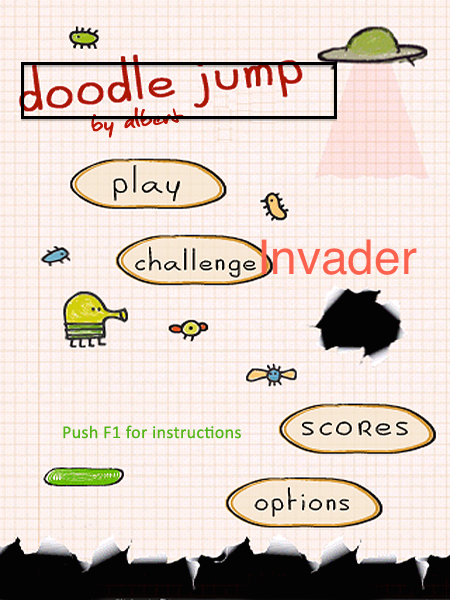 doodle jump
by albert
play
challenge Invader
scores
Push F1 for instructions
options